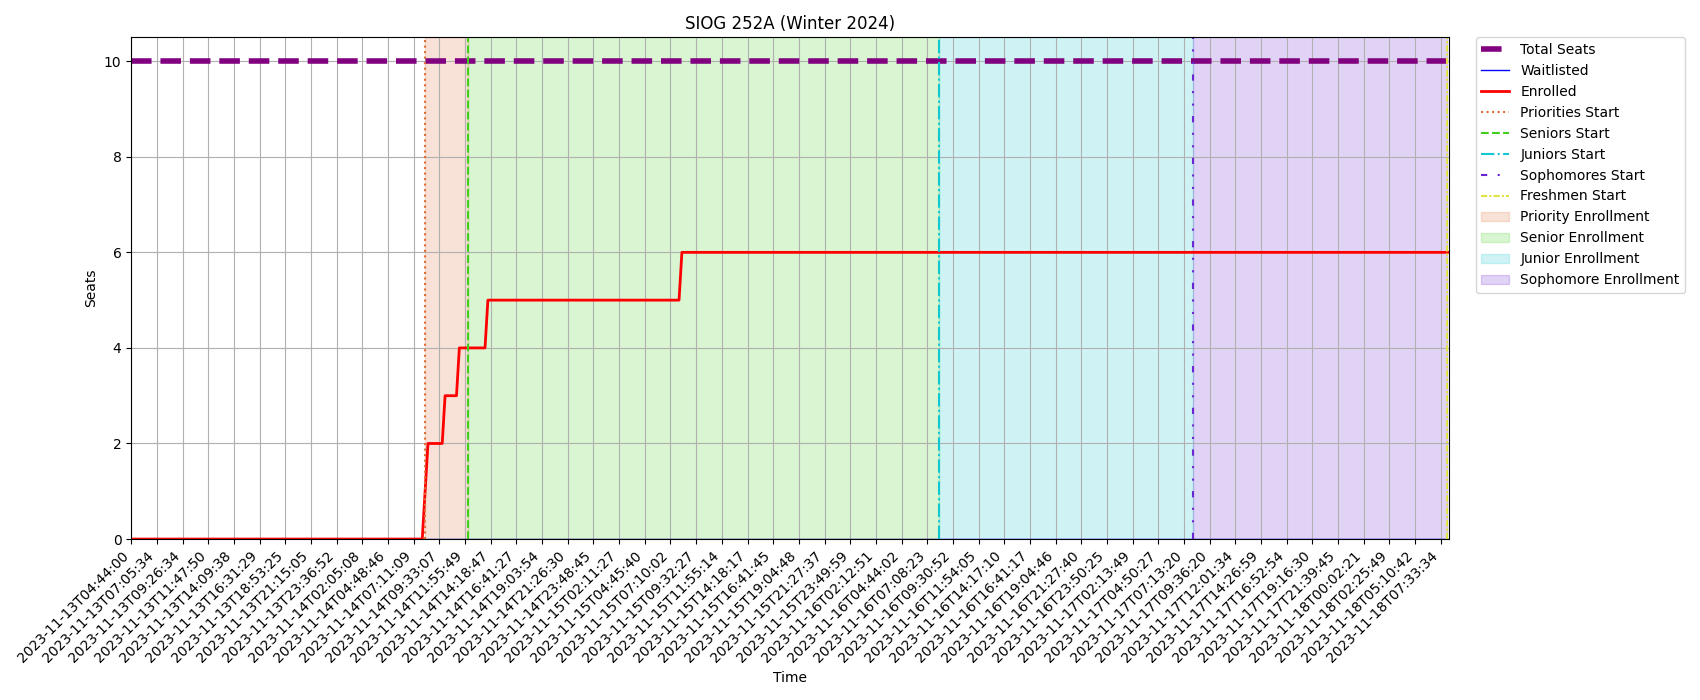 SIOG 252A (Winter 2024)
Total Seats
Waitlisted
Enrolled
Priorities Start
Seniors Start
Juniors Start
Sophomores Start
Freshmen Start
Priority Enrollment
Senior Enrollment
Junior Enrollment
Sophomore Enrollment
Seats
10
8
6
4
2
0
2023-11-13T04:44:00
2023-11-13T07:05:34
2023-11-13T09:26:34
2023-11-13T11:47:50
2023-11-13T14:09:38
2023-11-13T16:31:29
2023-11-13T18:53:25
2023-11-13T21:15:05
2023-11-13T23:36:52
2023-11-14T02:05:08
2023-11-14T04:48:46
2023-11-14T07:11:09
2023-11-14T09:33:07
2023-11-14T11:55:49
2023-11-14T14:18:47
2023-11-14T16:41:27
2023-11-14T19:03:54
2023-11-14T21:26:30
2023-11-14T23:48:45
2023-11-15T02:11:27
2023-11-15T04:45:40
2023-11-15T07:10:02
2023-11-15T09:32:27
2023-11-15T11:55:14
2023-11-15T14:18:17
2023-11-15T16:41:45
2023-11-15T19:04:48
2023-11-15T21:27:37
2023-11-15T23:49:59
2023-11-16T02:12:51
2023-11-16T04:44:02
2023-11-16T07:08:23
2023-11-16T09:30:52
2023-11-16T11:54:05
2023-11-16T14:17:10
2023-11-16T16:41:17
2023-11-16T19:04:46
2023-11-16T21:27:40
2023-11-16T23:50:25
2023-11-17T02:13:49
2023-11-17T04:50:27
2023-11-17T07:13:20
2023-11-17T09:36:20
2023-11-17T12:01:34
2023-11-17T14:26:59
2023-11-17T16:52:54
2023-11-17T19:16:30
2023-11-17T21:39:45
2023-11-18T00:02:21
2023-11-18T02:25:49
2023-11-18T05:10:42
2023-11-18T07:33:34
Time